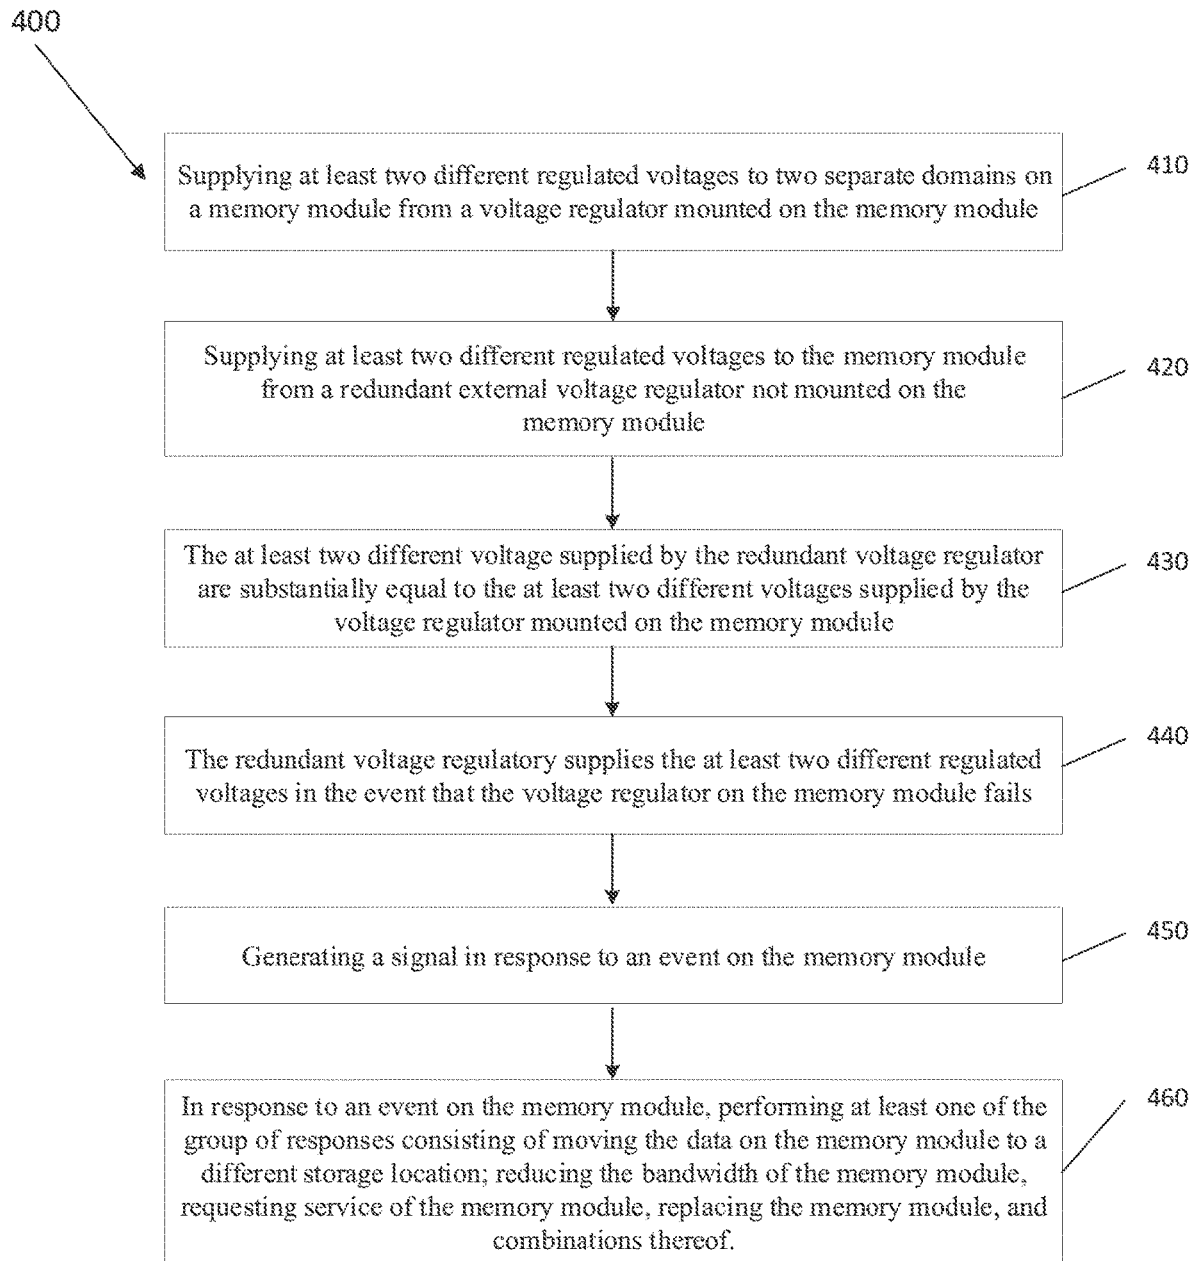 400
Supplying at least two different regulated voltages to two separate domains on
a memory module from a voltage regulator mounted on the memory module
410
Supplying at least two different regulated voltages to the memory module
from a redundant external voltage regulator not mounted on the
memory module
420
The at least two different voltage supplied by the redundant voltage regulator
are substantially equal to the at least two different voltages supplied by the
voltage regulator mounted on the memory module
430
The redundant voltage regulatory supplies the at least two different regulated
voltages in the event that the voltage regulator on the memory module fails
440
Generating a signal in response to an event on the memory module
450
In response to an event on the memory module, performing at least one of the
group of responses consisting of moving the data on the memory module to a
different storage location; reducing the bandwidth of the memory module,
requesting service of the memory module, replacing the memory module, and
combinations thereof.
460